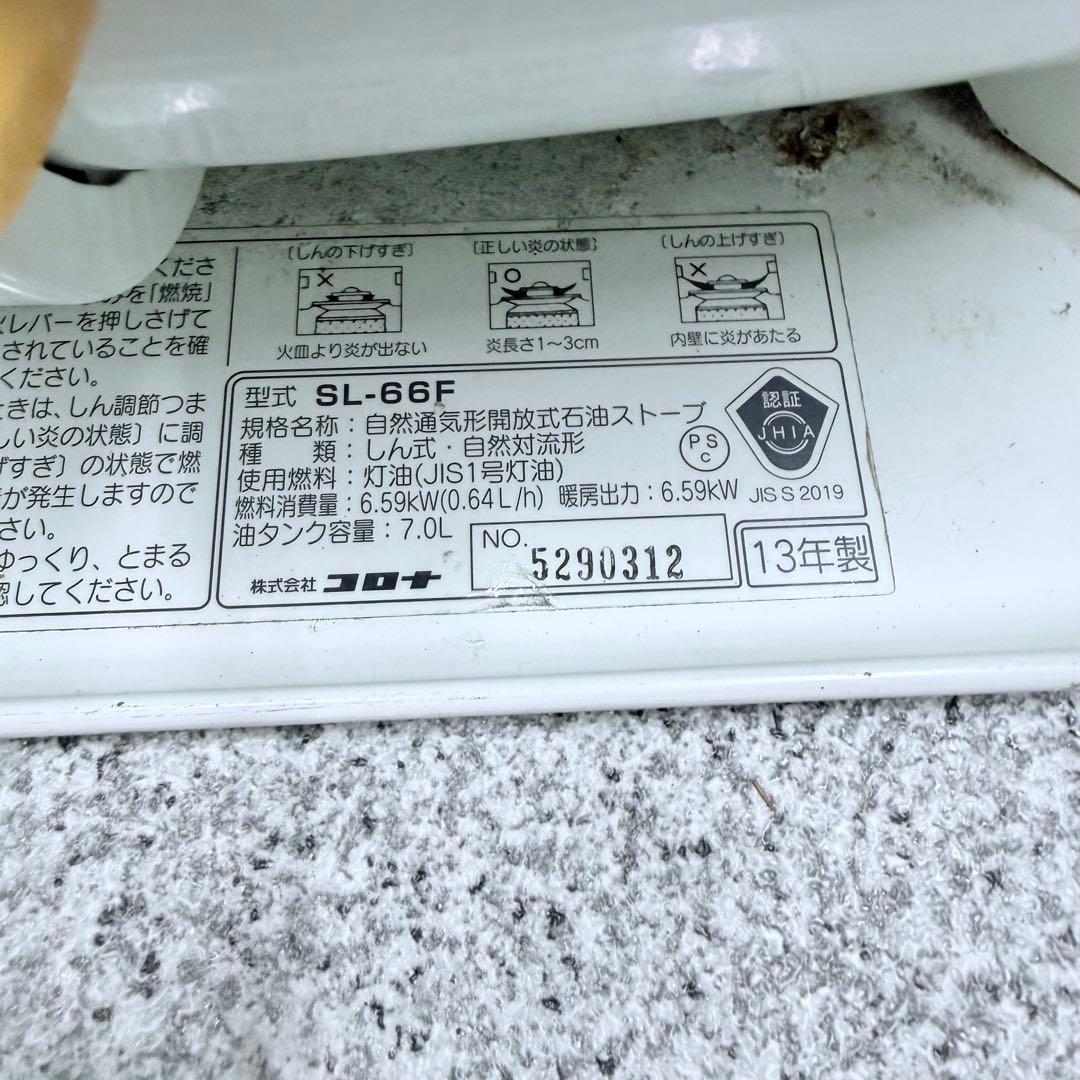 くださ
を「燃焼」
レバーを押しさげて
されていることを確
ください。
ときは、しん調節つま
しい炎の状態〕に調
げすぎ〕の状態で燃
が発生しますので
さい。
ゆっくり、とまる
認してください。
〔しんの下げすぎ〕
〔正しい炎の状態〕
〔しんの上げすぎ〕
火皿より炎が出ない
炎長さ1~3cm
内壁に炎があたる
型式 SL-66F
規格名称:自然通気形開放式石油ストーブ
種 類:しん式・自然対流形
使用燃料:灯油(JIS1号灯油)
燃料消費量:6.59kW(0.64L/h) 暖房出力:6.59kW
油タンク容量:7.0L
PS
C
認証
JHIA
JIS S 2019
株式会社 コロナ
NO.
5290312
13年製